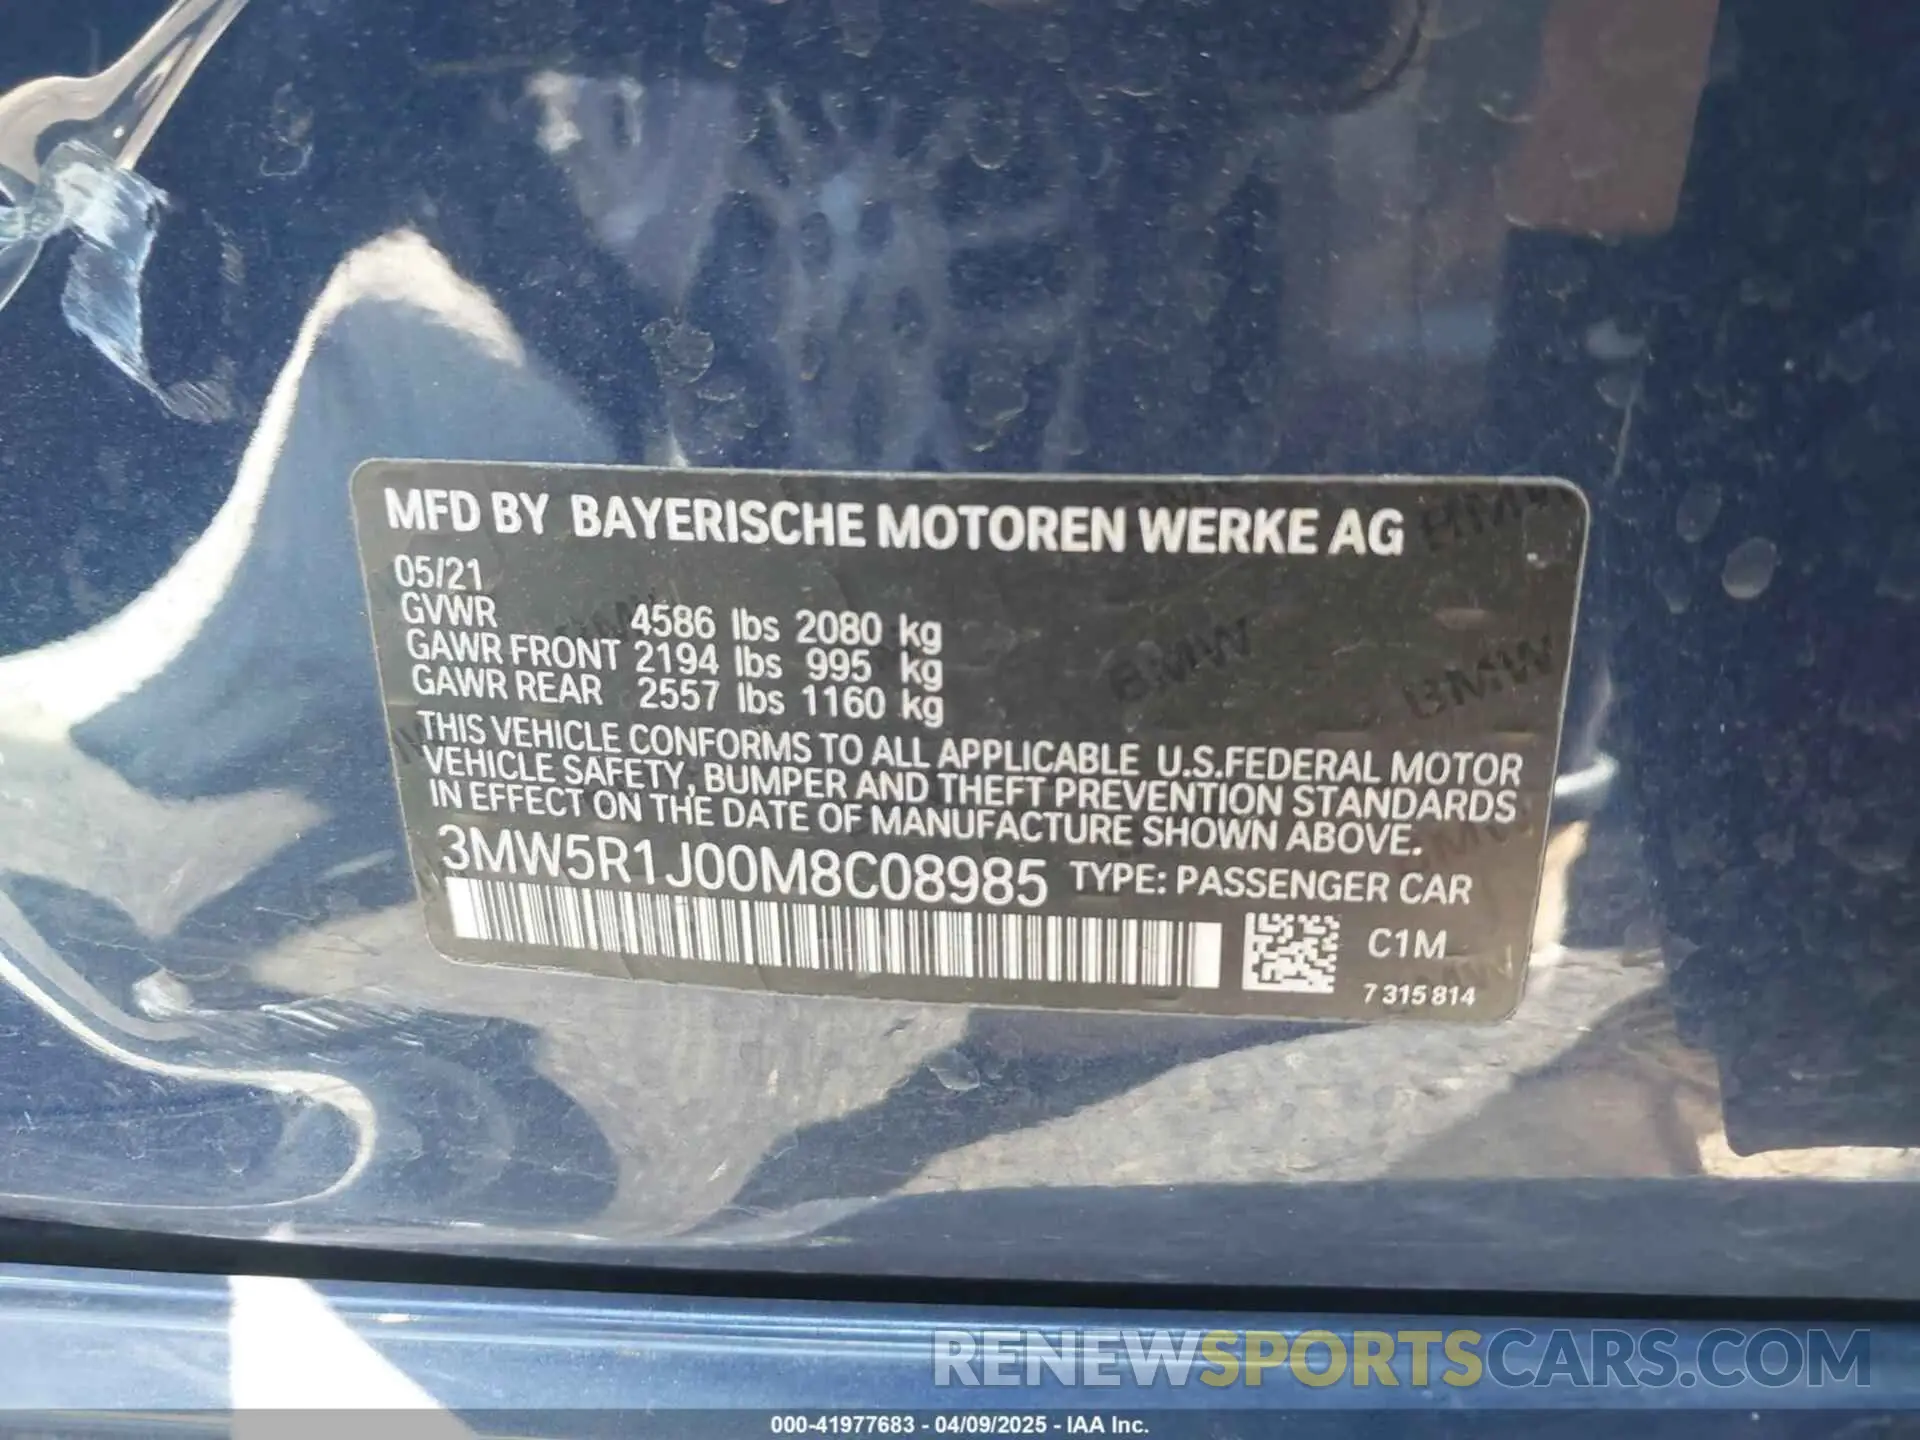 MFD BY BAYERISCHE MOTOREN WERKE AG
05/21
GVWR 4586 lbs 2080 kg
GAWR FRONT 2194 lbs 995 kg
GAWR REAR 2557 lbs 1160 kg
THIS VEHICLE CONFORMS TO ALL APPLICABLE U.S.FEDERAL MOTOR
VEHICLE SAFETY, BUMPER AND THEFT PREVENTION STANDARDS
IN EFFECT ON THE DATE OF MANUFACTURE SHOWN ABOVE.
3MW5R1J00M8C08985 TYPE: PASSENGER CAR
C1M
7 315 814
BMW
BMW
RENEWSPORTSCARS.COM
000-41977683 - 04/09/2025 - IAA Inc.